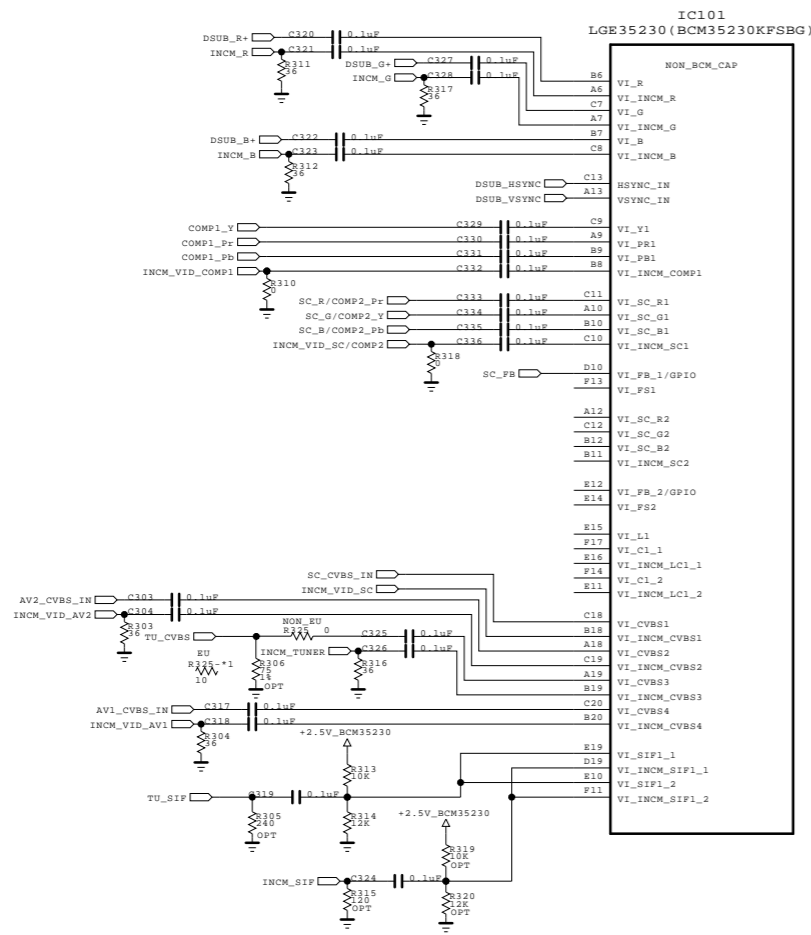 IC101
LGE35230(BCM35230KFSBG)
NON_BCM_CAP
DSUB_R+ C320 0.1uF B6 VI_R
INCM_R C321 0.1uF A6 VI_INCM_R
R311
36
DSUB_G+ C327 0.1uF C7 VI_G
INCM_G C328 0.1uF A7 VI_INCM_G
R317
36
DSUB_B+ C322 0.1uF B7 VI_B
INCM_B C323 0.1uF C8 VI_INCM_B
R312
36
DSUB_HSYNC C13 HSYNC_IN
DSUB_VSYNC A13 VSYNC_IN
COMP1_Y C329 0.1uF C9 VI_Y1
COMP1_Pr C330 0.1uF A9 VI_PR1
COMP1_Pb C331 0.1uF B9 VI_PB1
INCM_VID_COMP1 C332 0.1uF B8 VI_INCM_COMP1
R310
0
SC_R/COMP2_Pr C333 0.1uF C11 VI_SC_R1
SC_G/COMP2_Y C334 0.1uF A10 VI_SC_G1
SC_B/COMP2_Pb C335 0.1uF B10 VI_SC_B1
INCM_VID_SC/COMP2 C336 0.1uF C10 VI_INCM_SC1
R318
0
SC_FB D10 VI_FB_1/GPIO
F13 VI_FS1
A12 VI_SC_R2
C12 VI_SC_G2
B12 VI_SC_B2
B11 VI_INCM_SC2
E12 VI_FB_2/GPIO
E14 VI_FS2
E15 VI_L1
F17 VI_C1_1
E16 VI_INCM_LC1_1
F14 VI_C1_2
E11 VI_INCM_LC1_2
SC_CVBS_IN
INCM_VID_SC
AV2_CVBS_IN C303 0.1uF
INCM_VID_AV2 C304 0.1uF
R303
36
C18 VI_CVBS1
B18 VI_INCM_CVBS1
A18 VI_CVBS2
C19 VI_INCM_CVBS2
A19 VI_CVBS3
B19 VI_INCM_CVBS3
C20 VI_CVBS4
B20 VI_INCM_CVBS4
NON_EU
TU_CVBS R325 0 C325 0.1uF
INCM_TUNER C326 0.1uF
EU
R325-*1
10
R306
75
1%
OPT
R316
36
AV1_CVBS_IN C317 0.1uF
INCM_VID_AV1 C318 0.1uF
R304
36
+2.5V_BCM35230
R313
10K
E19 VI_SIF1_1
D19 VI_INCM_SIF1_1
E10 VI_SIF1_2
F11 VI_INCM_SIF1_2
TU_SIF C319 0.1uF
R305
240
OPT
R314
12K
+2.5V_BCM35230
R319
10K
OPT
INCM_SIF C324 0.1uF
R315
120
OPT
R320
12K
OPT